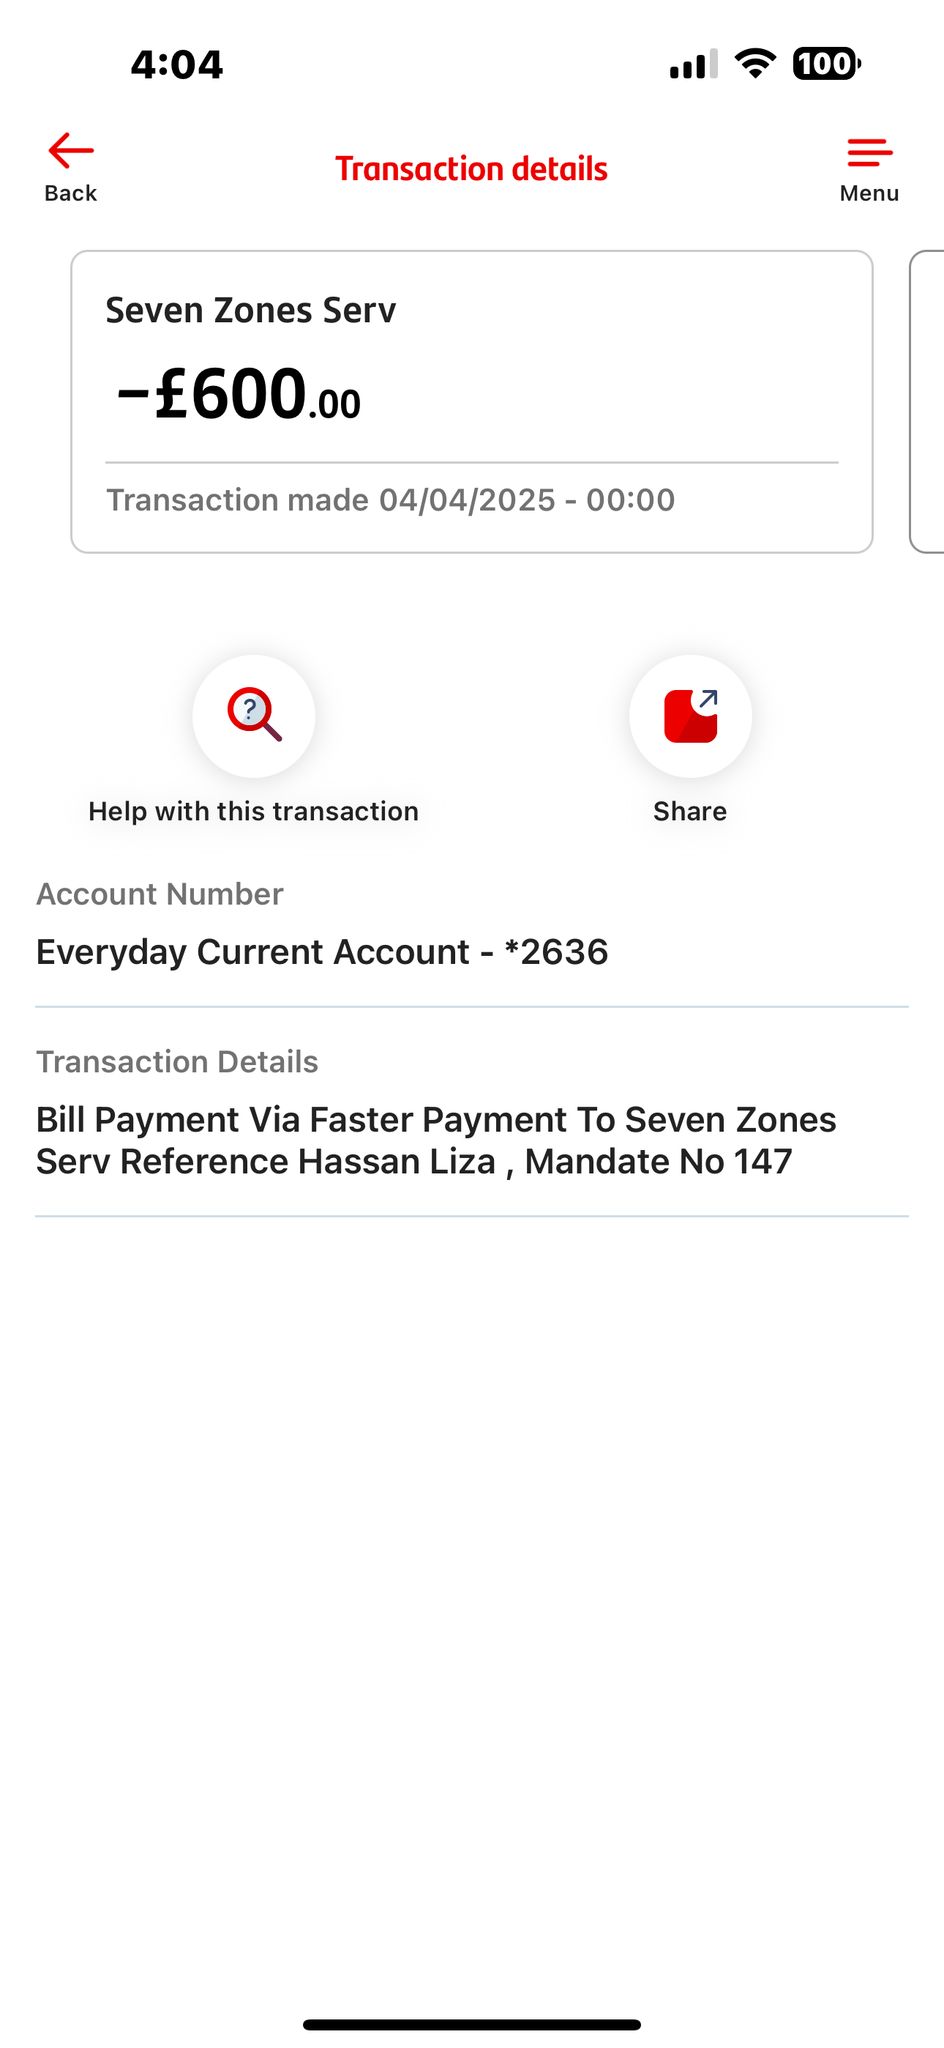 4:04
100
Back
Transaction details
Menu
Seven Zones Serv
-£600.00
Transaction made 04/04/2025 - 00:00
?
Help with this transaction
Share
Account Number
Everyday Current Account - *2636
Transaction Details
Bill Payment Via Faster Payment To Seven Zones
Serv Reference Hassan Liza , Mandate No 147